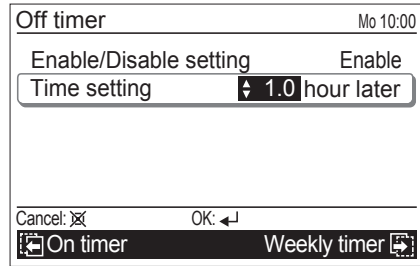 Off timer Mo 10:00
Enable/Disable setting Enable
Time setting 1.0 hour later
Cancel: OK:
On timer Weekly timer